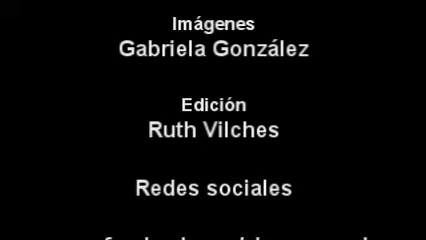 Imágenes
Gabriela González
Edición
Ruth Vilches
Redes sociales